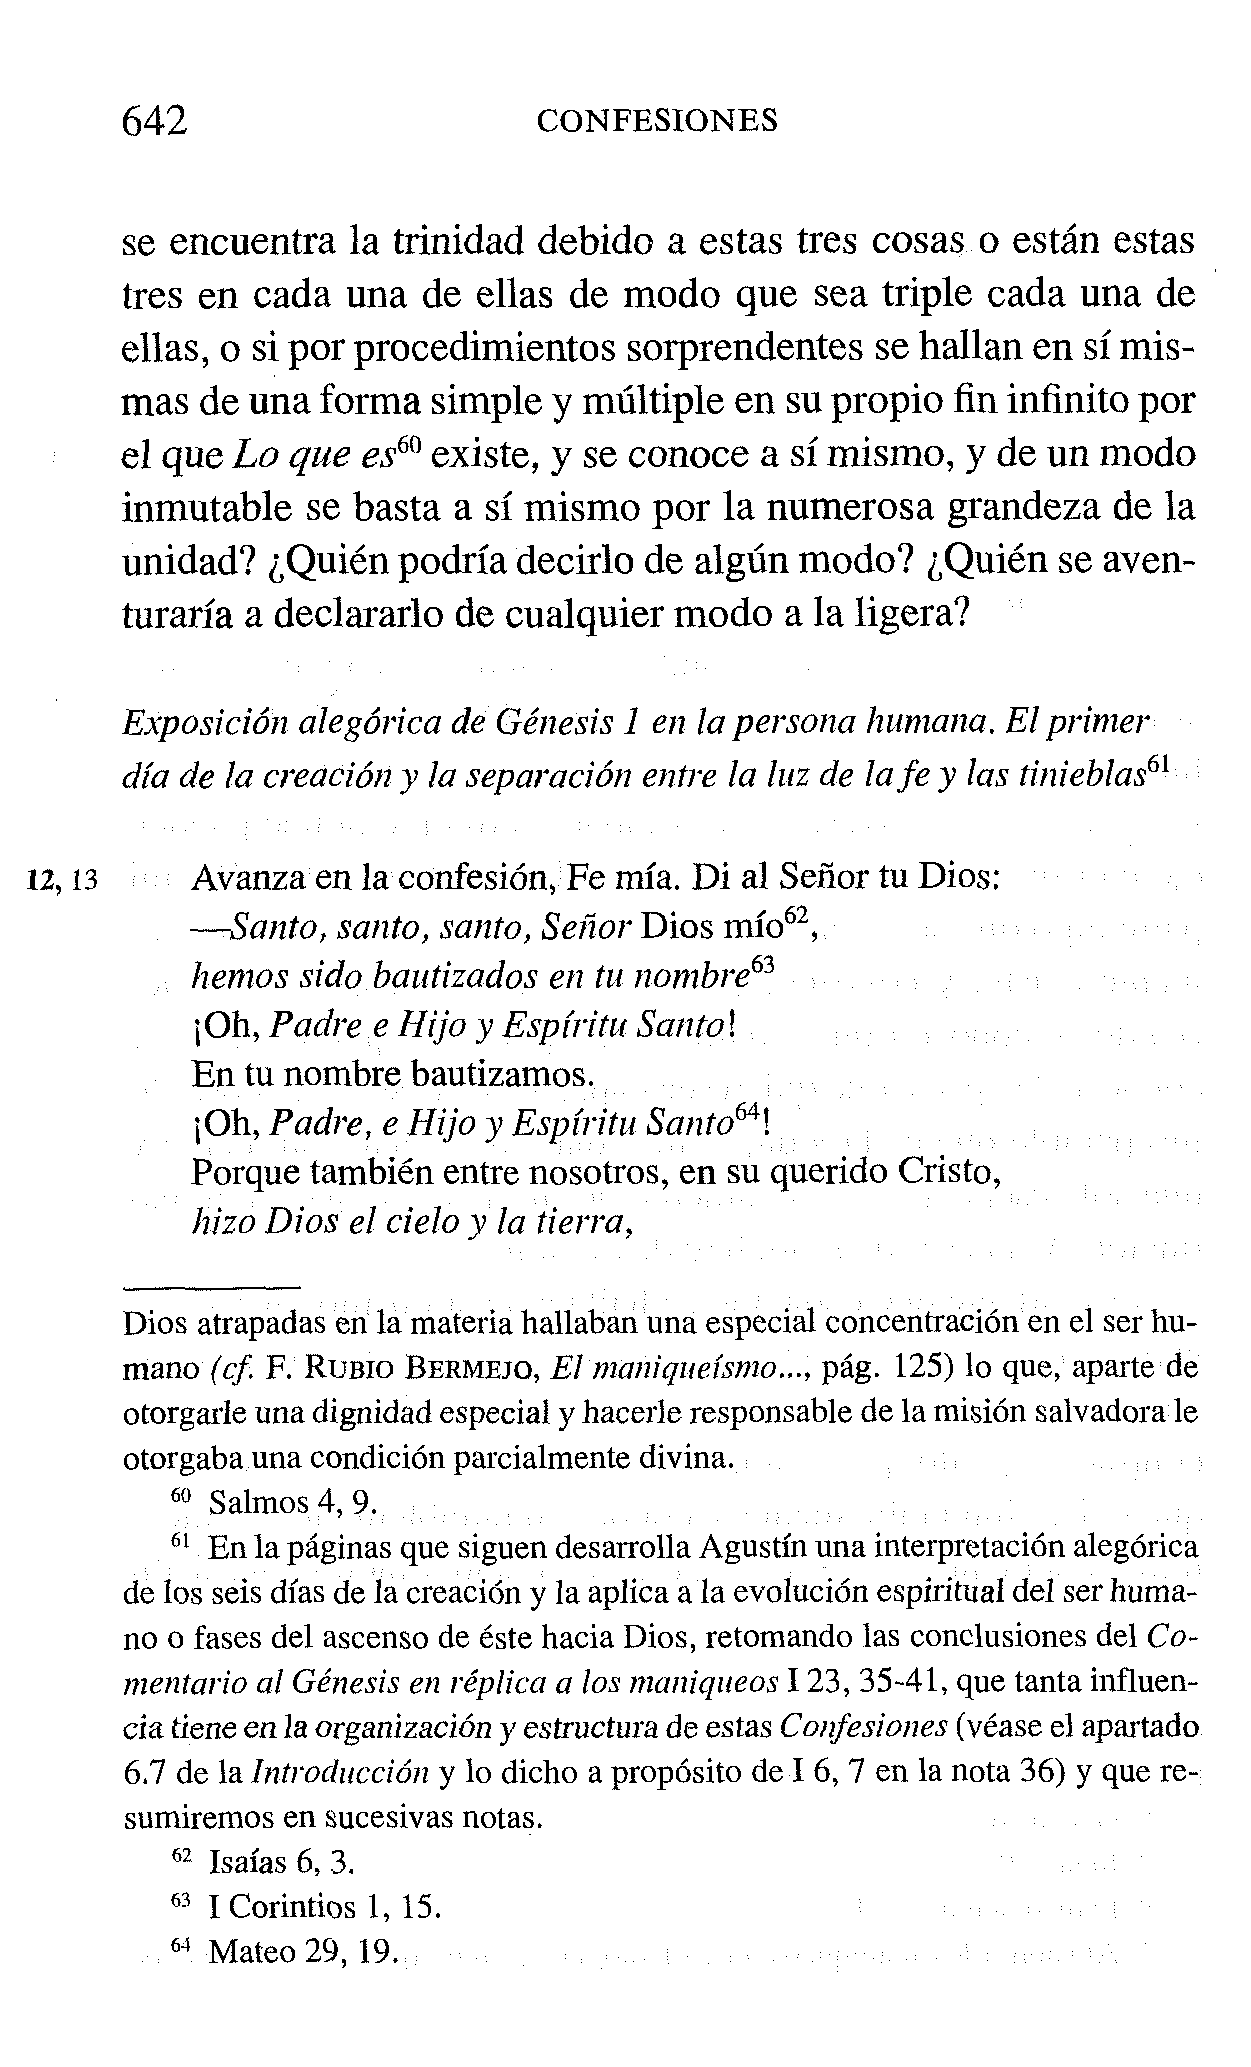 642 CONFESIONES
se encuentra la trinidad debido a estas tres cosas o están estas
tres en cada una de ellas de modo que sea triple cada una de
ellas, o si por procedimientos sorprendentes se hallan en sí mis-
mas de una forma simple y múltiple en su propio fin infinito por
el que Lo que es⁶⁰ existe, y se conoce a sí mismo, y de un modo
inmutable se basta a sí mismo por la numerosa grandeza de la
unidad? ¿Quién podría decirlo de algún modo? ¿Quién se aven-
turaría a declararlo de cualquier modo a la ligera?
Exposición alegórica de Génesis 1 en la persona humana. El primer
día de la creación y la separación entre la luz de la fe y las tinieblas⁶¹
12, 13 Avanza en la confesión, Fe mía. Di al Señor tu Dios:
—Santo, santo, santo, Señor Dios mío⁶²,
hemos sido bautizados en tu nombre⁶³
¡Oh, Padre e Hijo y Espíritu Santo!
En tu nombre bautizamos.
¡Oh, Padre, e Hijo y Espíritu Santo⁶⁴!
Porque también entre nosotros, en su querido Cristo,
hizo Dios el cielo y la tierra,
Dios atrapadas en la materia hallaban una especial concentración en el ser hu-
mano (cf. F. RUBIO BERMEJO, El maniqueísmo..., pág. 125) lo que, aparte de
otorgarle una dignidad especial y hacerle responsable de la misión salvadora le
otorgaba una condición parcialmente divina.
⁶⁰ Salmos 4, 9.
⁶¹ En la páginas que siguen desarrolla Agustín una interpretación alegórica
de los seis días de la creación y la aplica a la evolución espiritual del ser huma-
no o fases del ascenso de éste hacia Dios, retomando las conclusiones del Co-
mentario al Génesis en réplica a los maniqueos I 23, 35-41, que tanta influen-
cia tiene en la organización y estructura de estas Confesiones (véase el apartado
6.7 de la Introducción y lo dicho a propósito de I 6, 7 en la nota 36) y que re-
sumiremos en sucesivas notas.
⁶² Isaías 6, 3.
⁶³ I Corintios 1, 15.
⁶⁴ Mateo 29, 19.